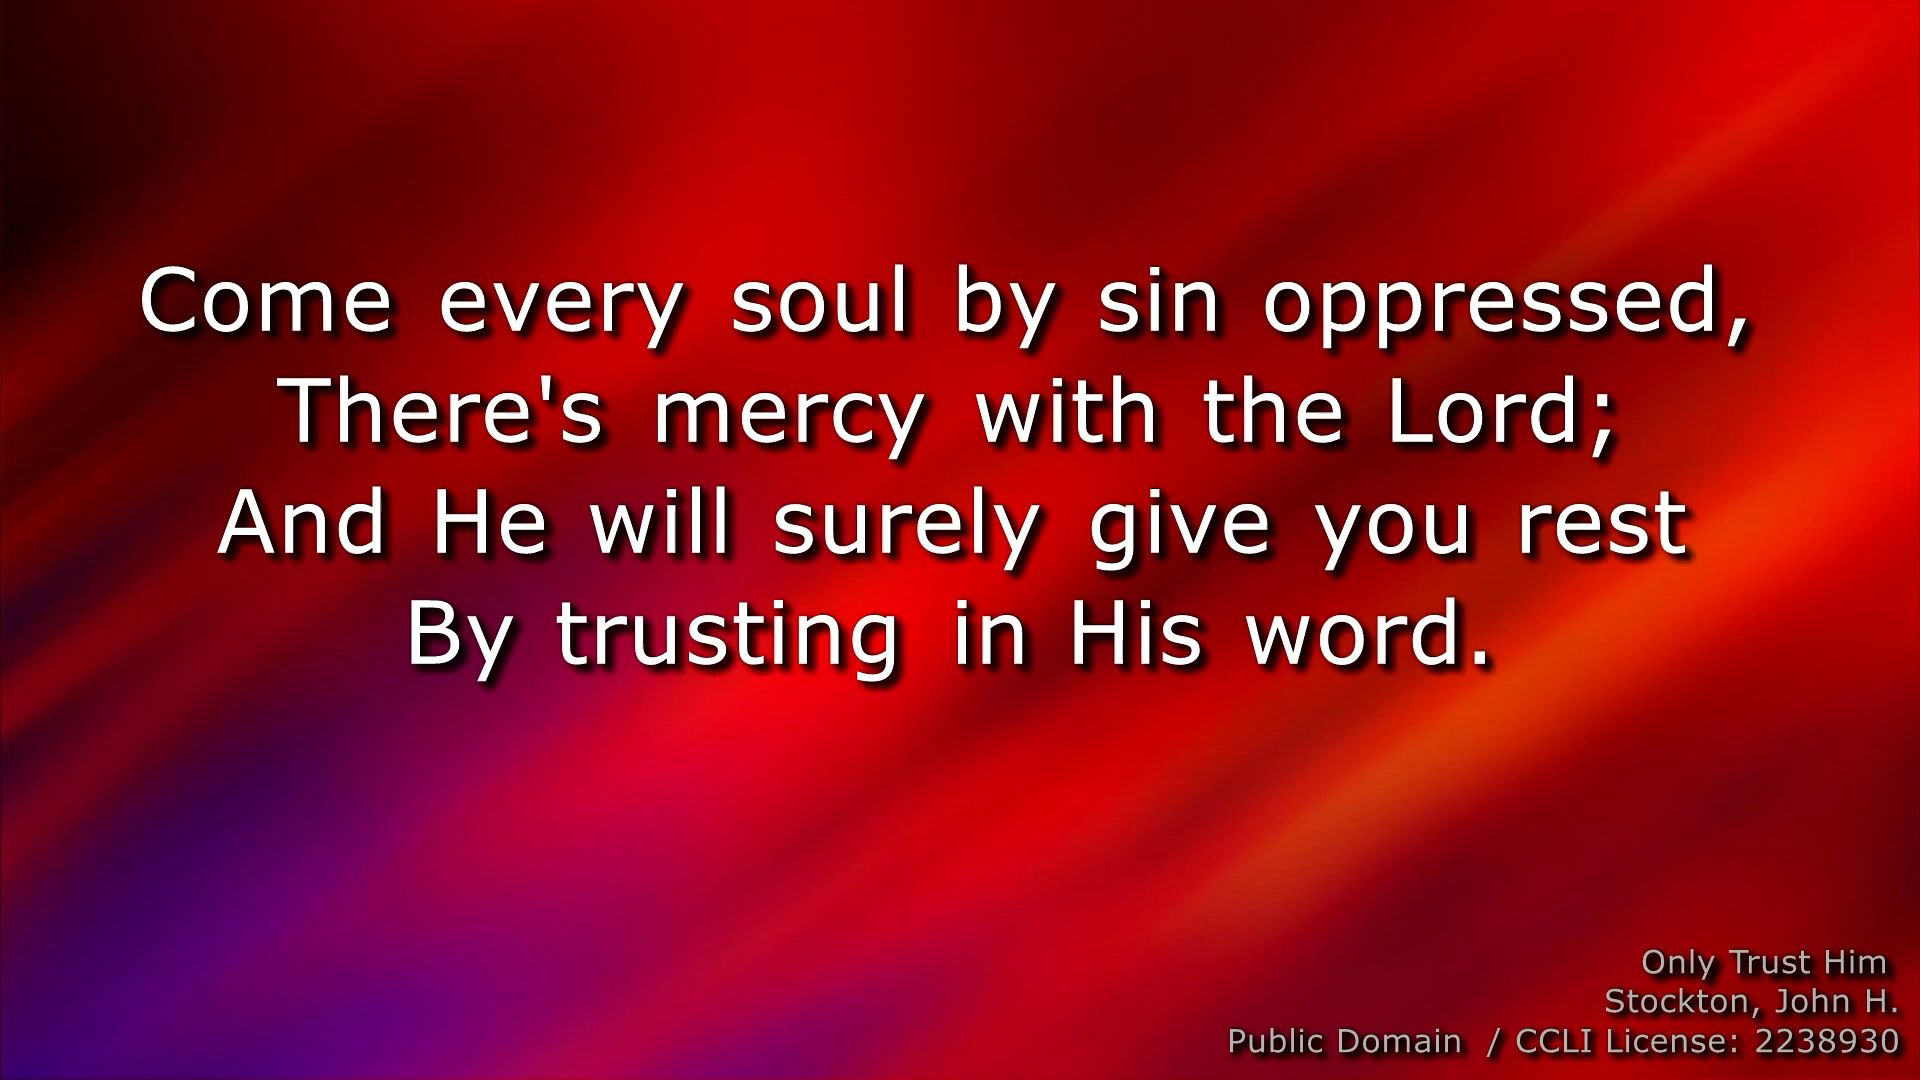 Come every soul by sin oppressed,
There's mercy with the Lord;
And He will surely give you rest
By trusting in His word.
Only Trust Him
Stockton, John H.
Public Domain / CCLI License: 2238930